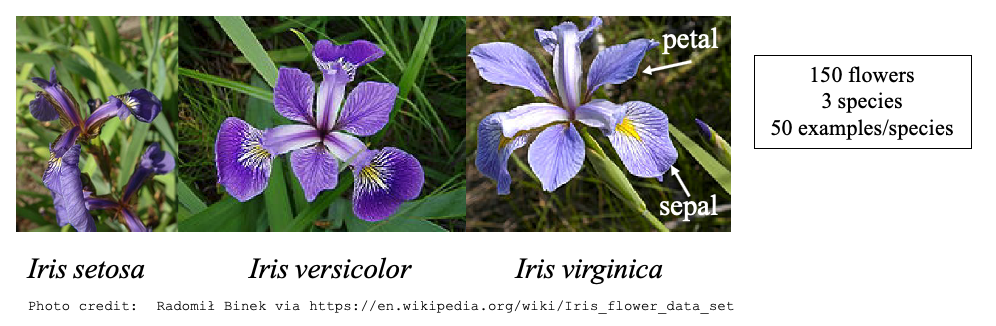 petal
sepal
150 flowers
3 species
50 examples/species
Iris setosa
Iris versicolor
Iris virginica
Photo credit: Radomił Binek via https://en.wikipedia.org/wiki/Iris_flower_data_set